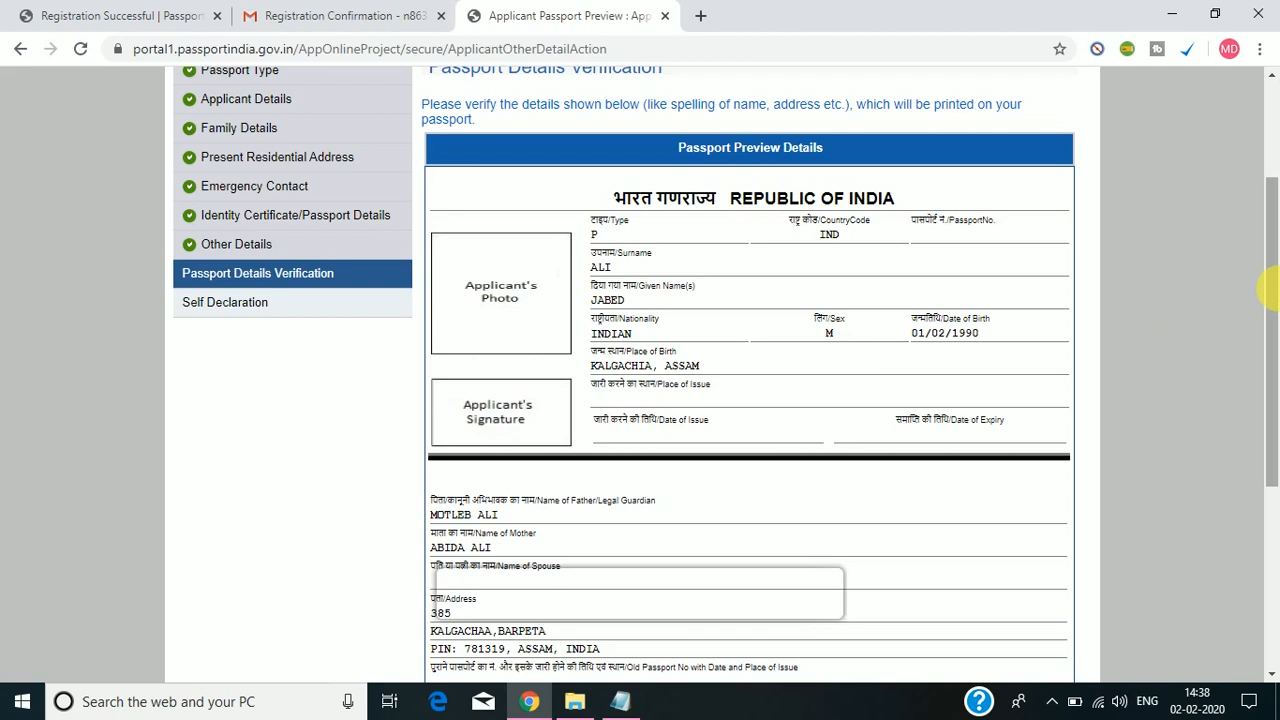 Registration Successful | Passpor
Registration Confirmation - n863
Applicant Passport Preview : App
portal1.passportindia.gov.in/AppOnlineProject/secure/ApplicantOtherDetailAction
MD
Passport Type
Applicant Details
Family Details
Present Residential Address
Emergency Contact
Identity Certificate/Passport Details
Other Details
Passport Details Verification
Self Declaration
Passport Details Verification
Please verify the details shown below (like spelling of name, address etc.), which will be printed on your
passport.
Passport Preview Details
भारत गणराज्य REPUBLIC OF INDIA
Applicant's
Photo
Applicant's
Signature
टाइप/Type राष्ट्र कोड/CountryCode पासपोर्ट नं./PassportNo.
P IND
उपनाम/Surname
ALI
दिया गया नाम/Given Name(s)
JABED
राष्ट्रीयता/Nationality लिंग/Sex जन्मतिथि/Date of Birth
INDIAN M 01/02/1990
जन्म स्थान/Place of Birth
KALGACHIA, ASSAM
जारी करने का स्थान/Place of Issue
जारी करने की तिथि/Date of Issue समाप्ति की तिथि/Date of Expiry
पिता/कानूनी अभिभावक का नाम/Name of Father/Legal Guardian
MOTLEB ALI
माता का नाम/Name of Mother
ABIDA ALI
पति या पत्नी का नाम/Name of Spouse
पता/Address
385
KALGACHAA,BARPETA
PIN: 781319, ASSAM, INDIA
पुराने पासपोर्ट का नं. और इसके जारी होने की तिथि एवं स्थान/Old Passport No with Date and Place of Issue
Search the web and your PC
ENG
14:38
02-02-2020